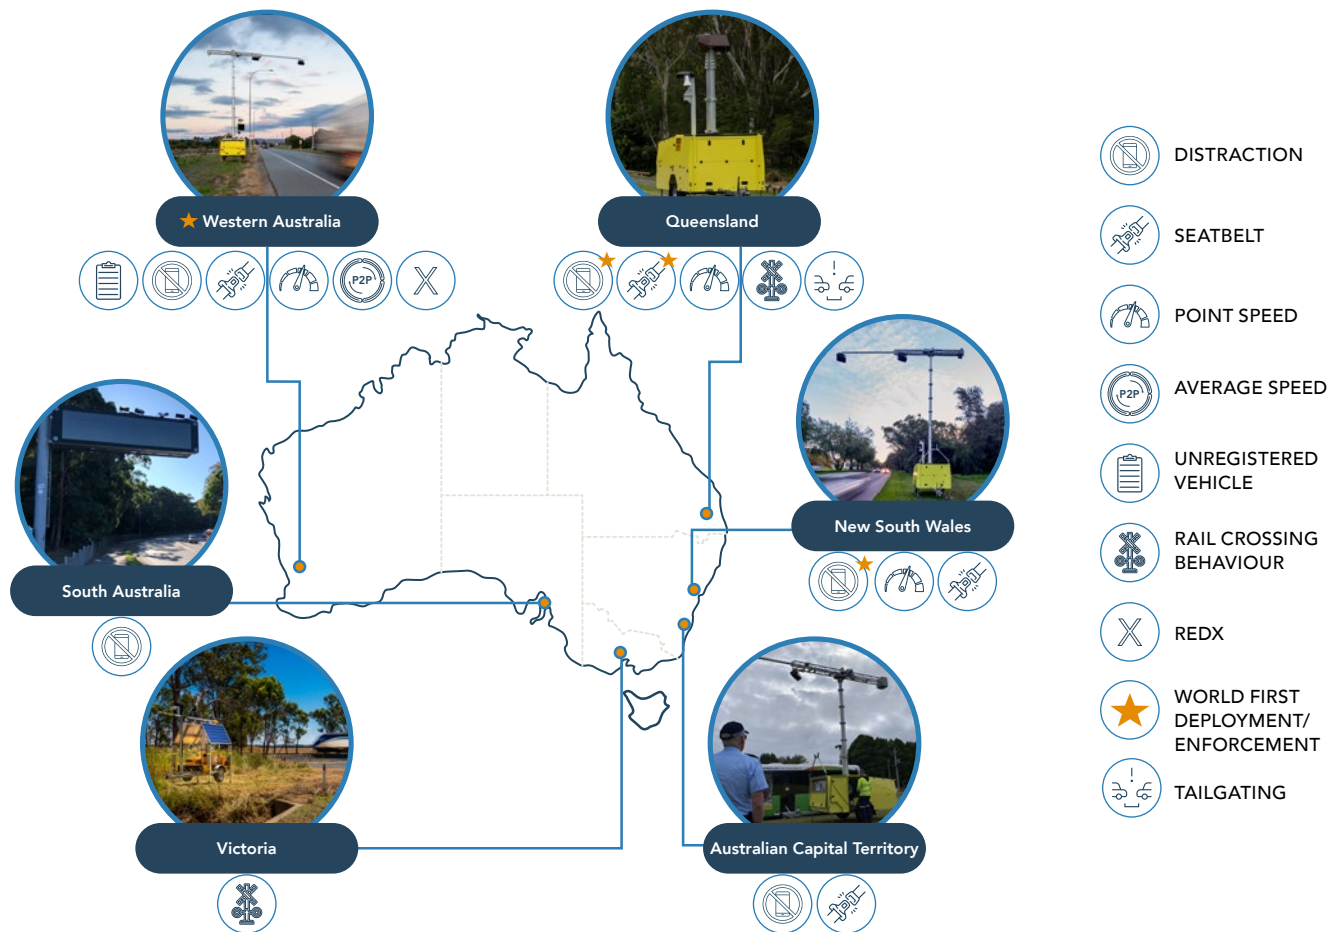 Western Australia
Queensland
P2P
New South Wales
South Australia
Victoria
Australian Capital Territory
DISTRACTION
SEATBELT
POINT SPEED
P2P
AVERAGE SPEED
UNREGISTERED
VEHICLE
RAIL CROSSING
BEHAVIOUR
REDX
WORLD FIRST
DEPLOYMENT/
ENFORCEMENT
TAILGATING